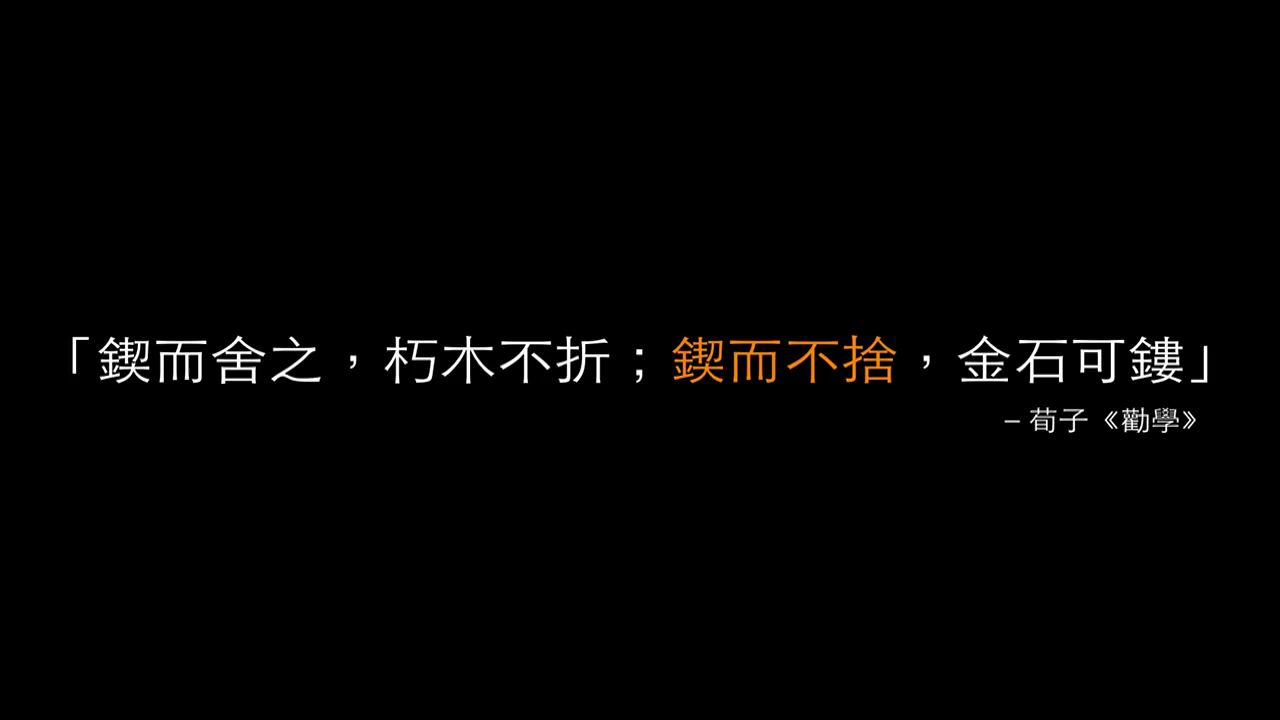 「鍥而舍之，朽木不折；鍥而不捨，金石可鏤」
– 荀子《勸學》